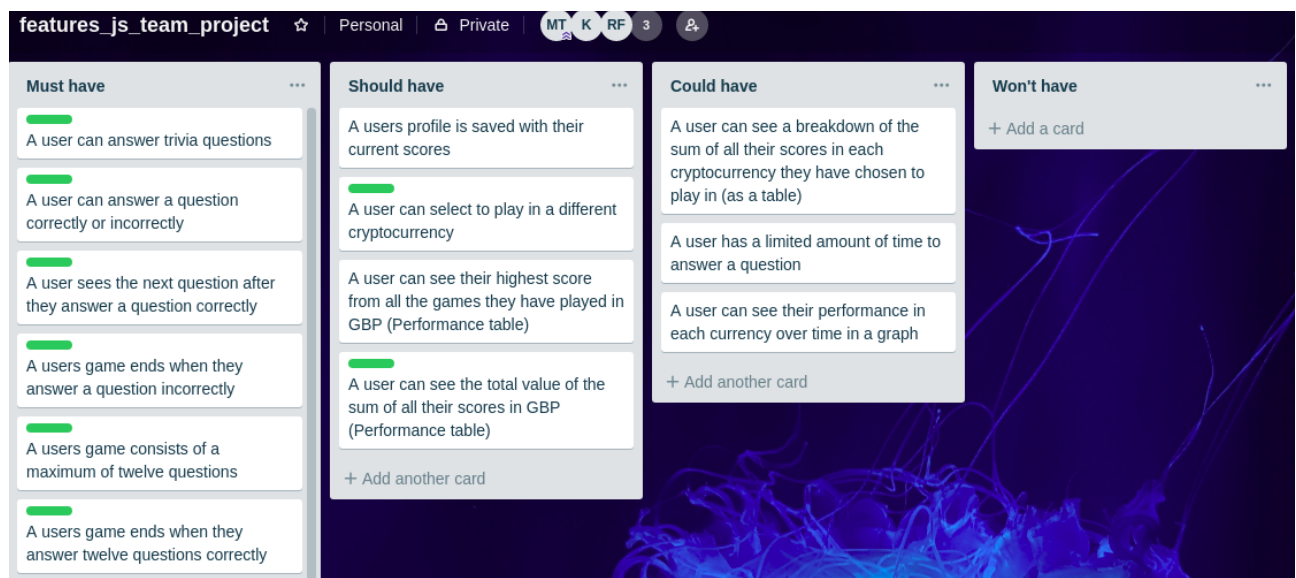 features_js_team_project
Personal
Private
MT
K
RF
3
Must have
A user can answer trivia questions
A user can answer a question
correctly or incorrectly
A user sees the next question after
they answer a question correctly
A users game ends when they
answer a question incorrectly
A users game consists of a
maximum of twelve questions
A users game ends when they
answer twelve questions correctly
Should have
A users profile is saved with their
current scores
A user can select to play in a different
cryptocurrency
A user can see their highest score
from all the games they have played in
GBP (Performance table)
A user can see the total value of the
sum of all their scores in GBP
(Performance table)
+ Add another card
Could have
A user can see a breakdown of the
sum of all their scores in each
cryptocurrency they have chosen to
play in (as a table)
A user has a limited amount of time to
answer a question
A user can see their performance in
each currency over time in a graph
+ Add another card
Won't have
+ Add a card